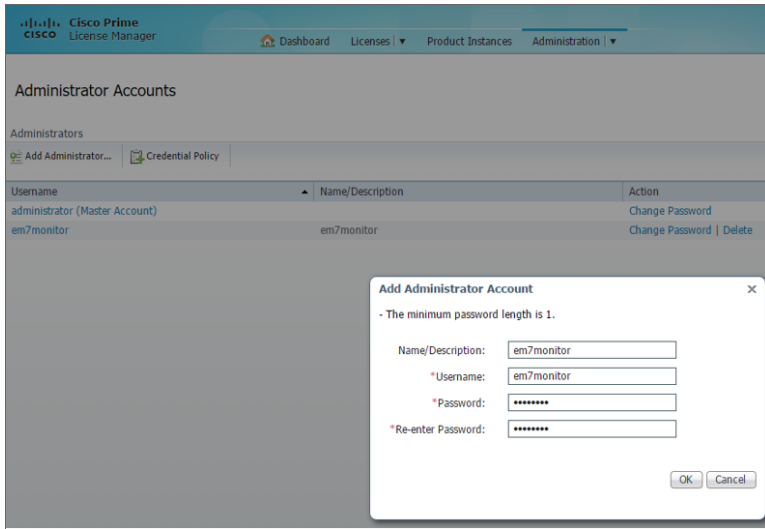 Cisco Prime
CISCO License Manager
Dashboard Licenses | ▼ Product Instances Administration | ▼
Administrator Accounts
Administrators
Add Administrator... Credential Policy
Username Name/Description Action
administrator (Master Account) Change Password
em7monitor em7monitor Change Password | Delete
Add Administrator Account
- The minimum password length is 1.
Name/Description: em7monitor
*Username: em7monitor
*Password: ••••••••
*Re-enter Password: ••••••••
OK Cancel